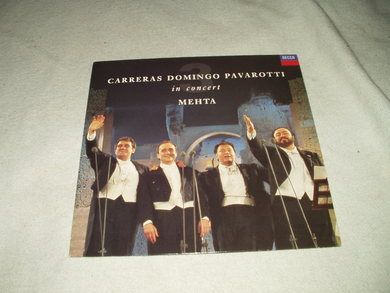 DECCA
CARRERAS DOMINGO PAVAROTTI
in concert
MEHTA